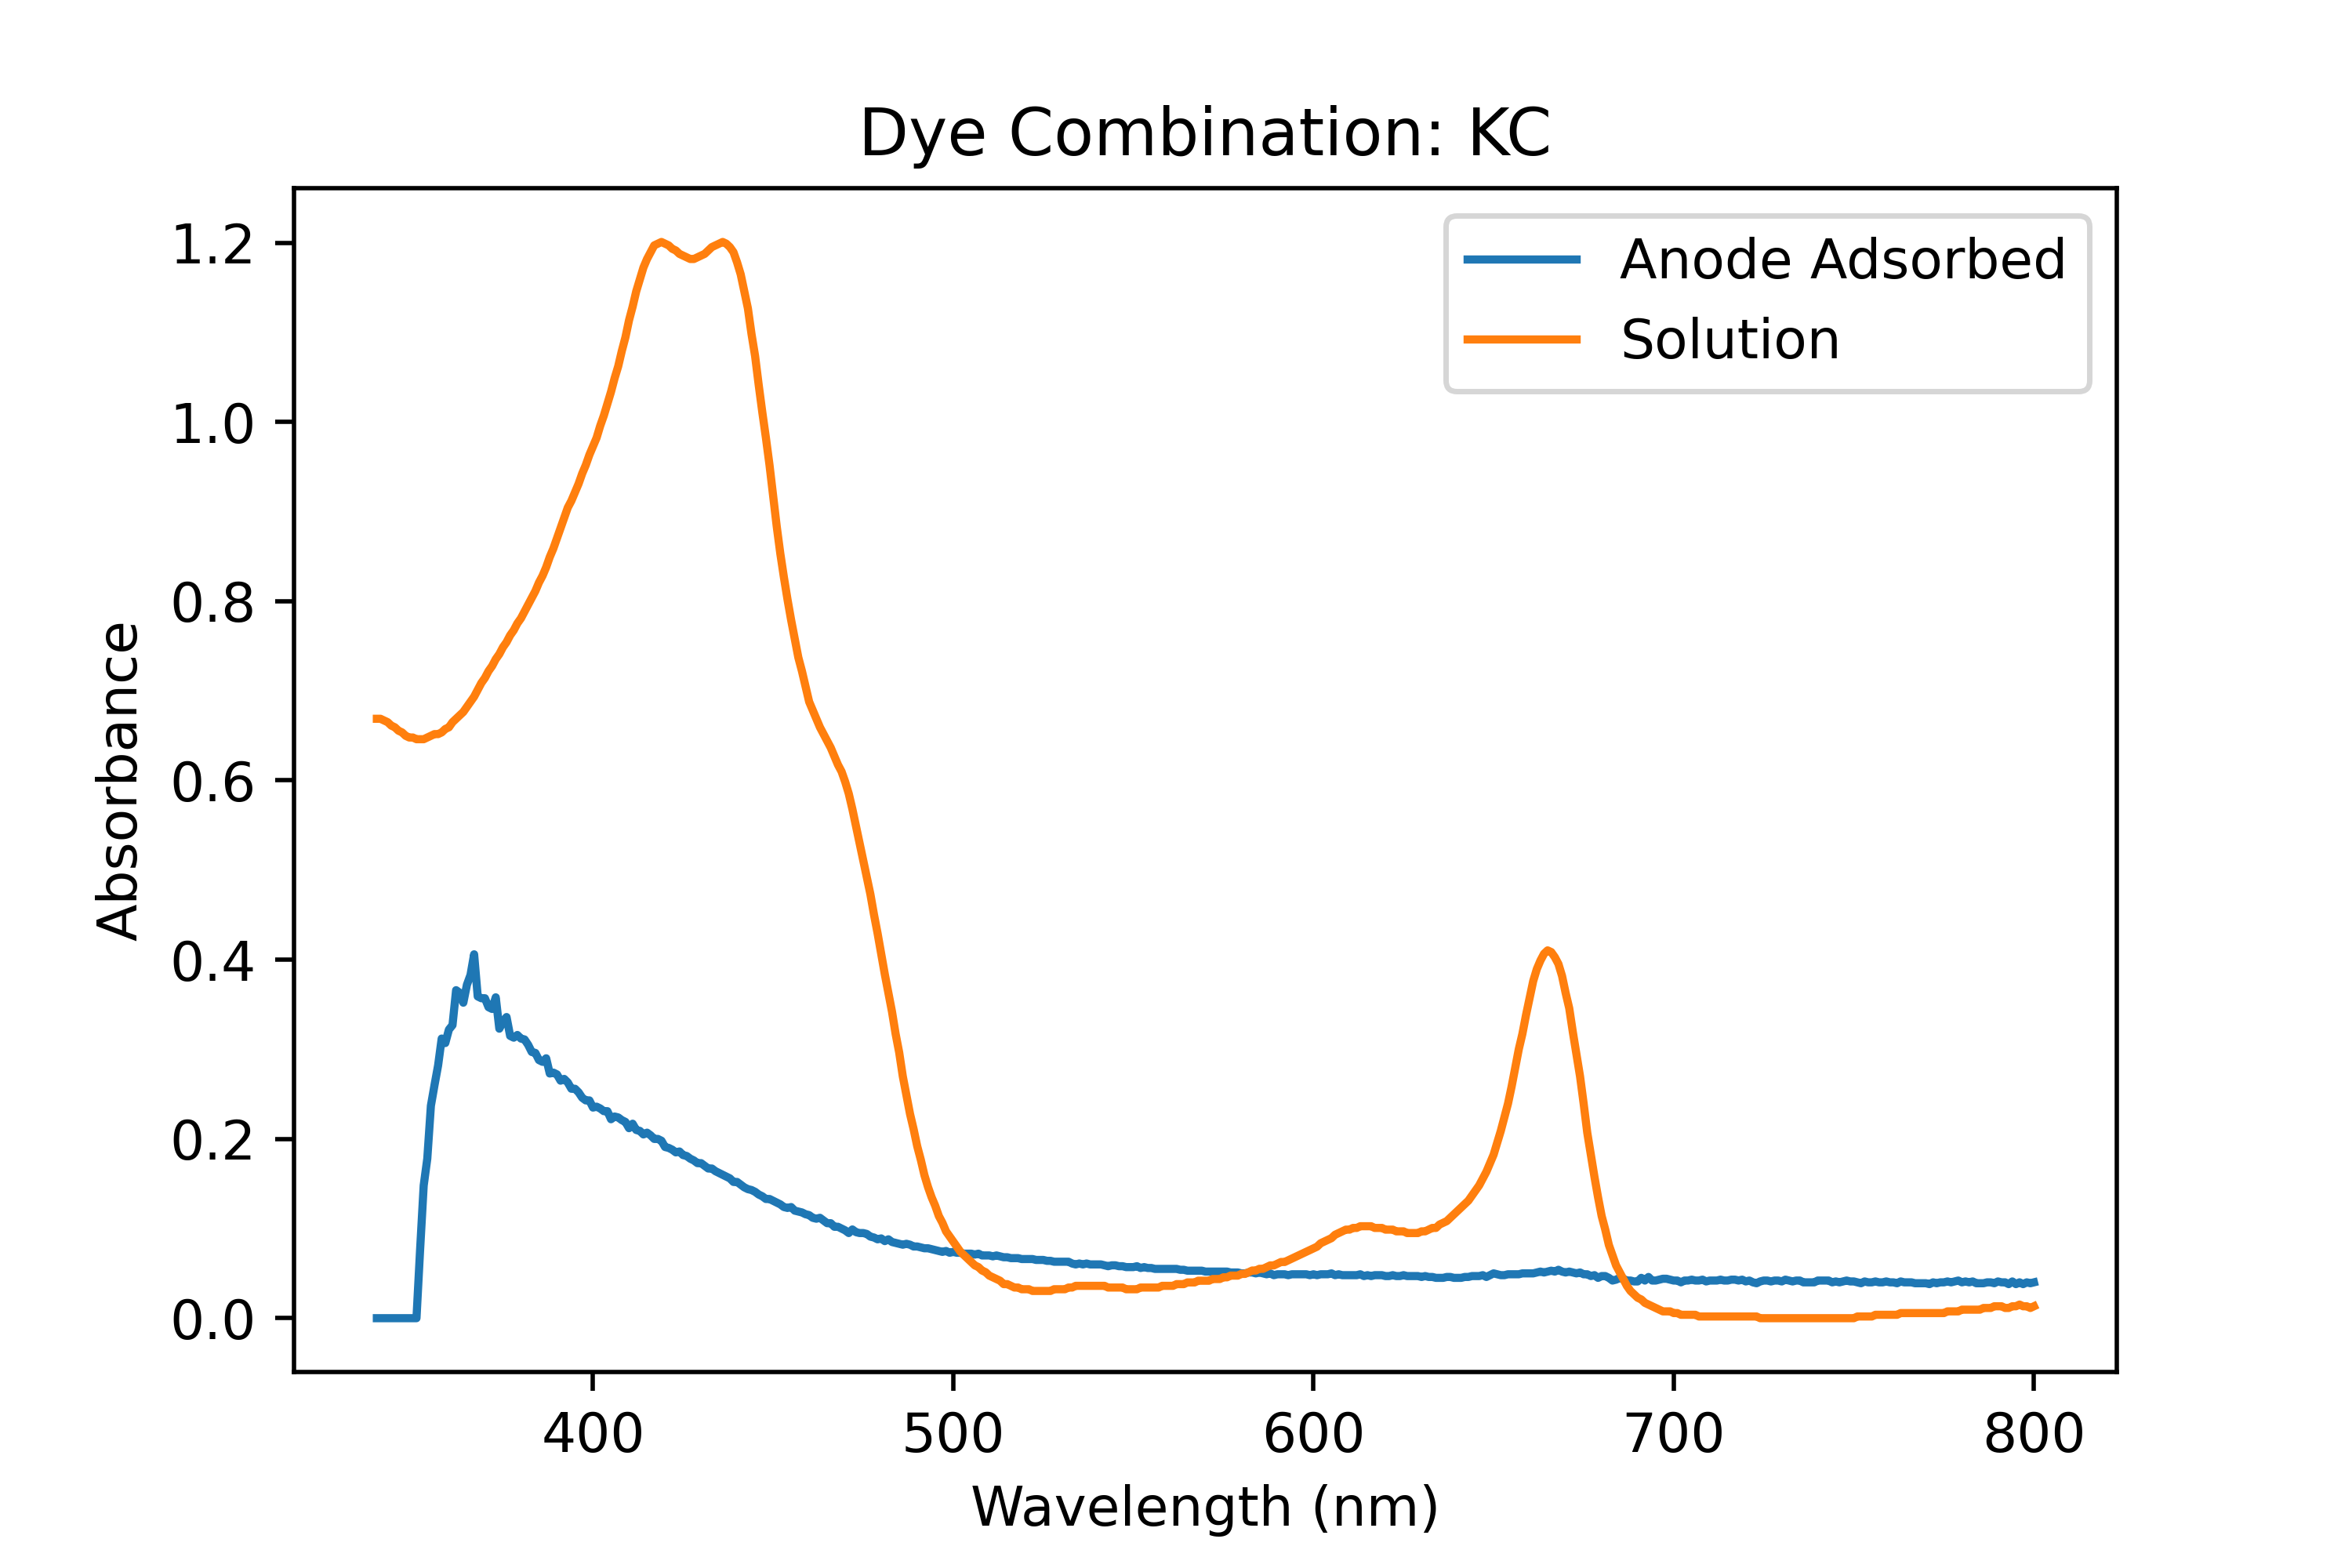 Dye Combination: KC
Anode Adsorbed
Solution
Absorbance
1.2
1.0
0.8
0.6
0.4
0.2
0.0
400 500 600 700 800
Wavelength (nm)